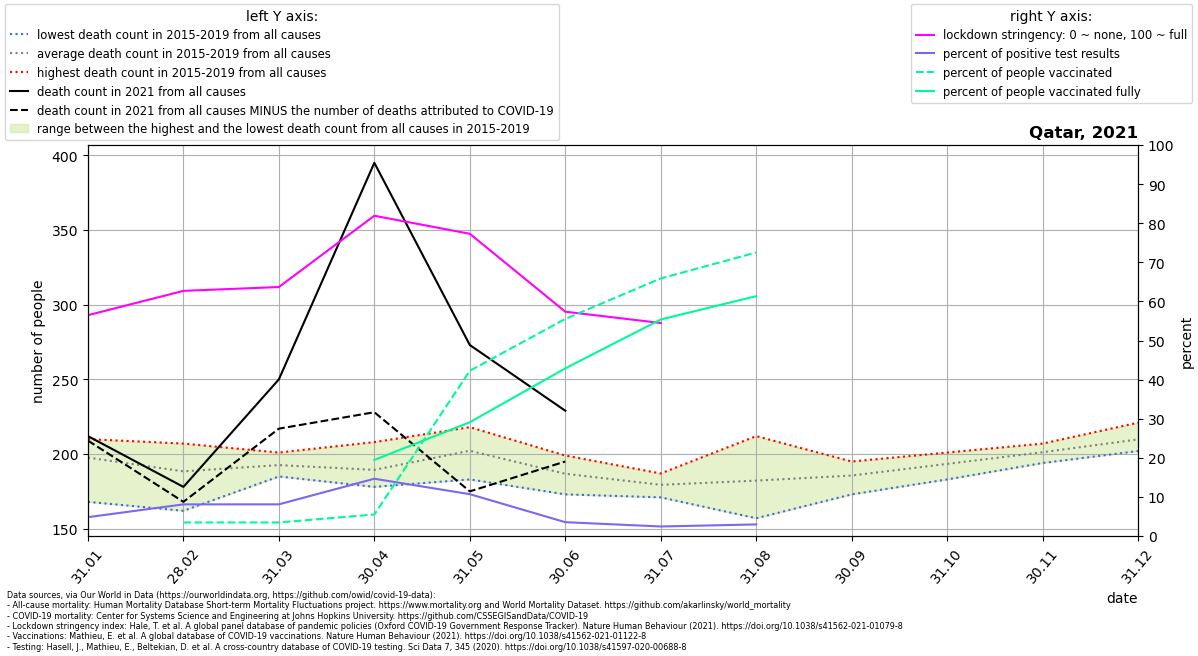 left Y axis:
lowest death count in 2015-2019 from all causes
average death count in 2015-2019 from all causes
highest death count in 2015-2019 from all causes
death count in 2021 from all causes
death count in 2021 from all causes MINUS the number of deaths attributed to COVID-19
range between the highest and the lowest death count from all causes in 2015-2019
right Y axis:
lockdown stringency: 0 ~ none, 100 ~ full
percent of positive test results
percent of people vaccinated
percent of people vaccinated fully
Qatar, 2021
400
350
300
250
200
150
number of people
100
90
80
70
60
50
40
30
20
10
0
percent
31.01
28.02
31.03
30.04
31.05
30.06
31.07
31.08
30.09
31.10
30.11
31.12
date
Data sources, via Our World in Data (https://ourworldindata.org, https://github.com/owid/covid-19-data):
- All-cause mortality: Human Mortality Database Short-term Mortality Fluctuations project. https://www.mortality.org and World Mortality Dataset. https://github.com/akarlinsky/world_mortality
- COVID-19 mortality: Center for Systems Science and Engineering at Johns Hopkins University. https://github.com/CSSEGISandData/COVID-19
- Lockdown stringency index: Hale, T. et al. A global panel database of pandemic policies (Oxford COVID-19 Government Response Tracker). Nature Human Behaviour (2021). https://doi.org/10.1038/s41562-021-01079-8
- Vaccinations: Mathieu, E. et al. A global database of COVID-19 vaccinations. Nature Human Behaviour (2021). https://doi.org/10.1038/s41562-021-01122-8
- Testing: Hasell, J., Mathieu, E., Beltekian, D. et al. A cross-country database of COVID-19 testing. Sci Data 7, 345 (2020). https://doi.org/10.1038/s41597-020-00688-8